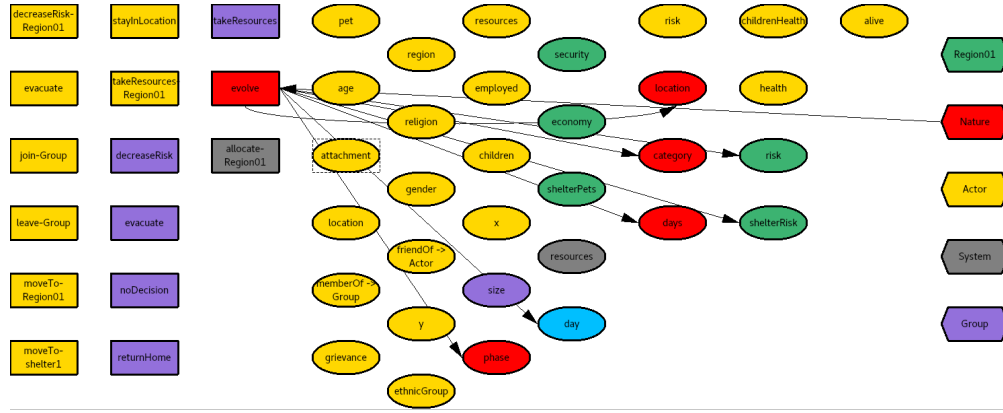 decreaseRisk-
Region01
stayInLocation
takeResources
pet
resources
risk
childrenHealth
alive
region
security
Region01
evacuate
takeResources-
Region01
evolve
age
employed
location
health
religion
economy
Nature
join-Group
decreaseRisk
allocate-
Region01
attachment
children
category
risk
gender
shelterPets
Actor
leave-Group
evacuate
location
x
days
shelterRisk
friendOf ->
Actor
resources
System
moveTo-
Region01
noDecision
memberOf ->
Group
size
y
day
Group
moveTo-
shelter1
returnHome
grievance
phase
ethnicGroup